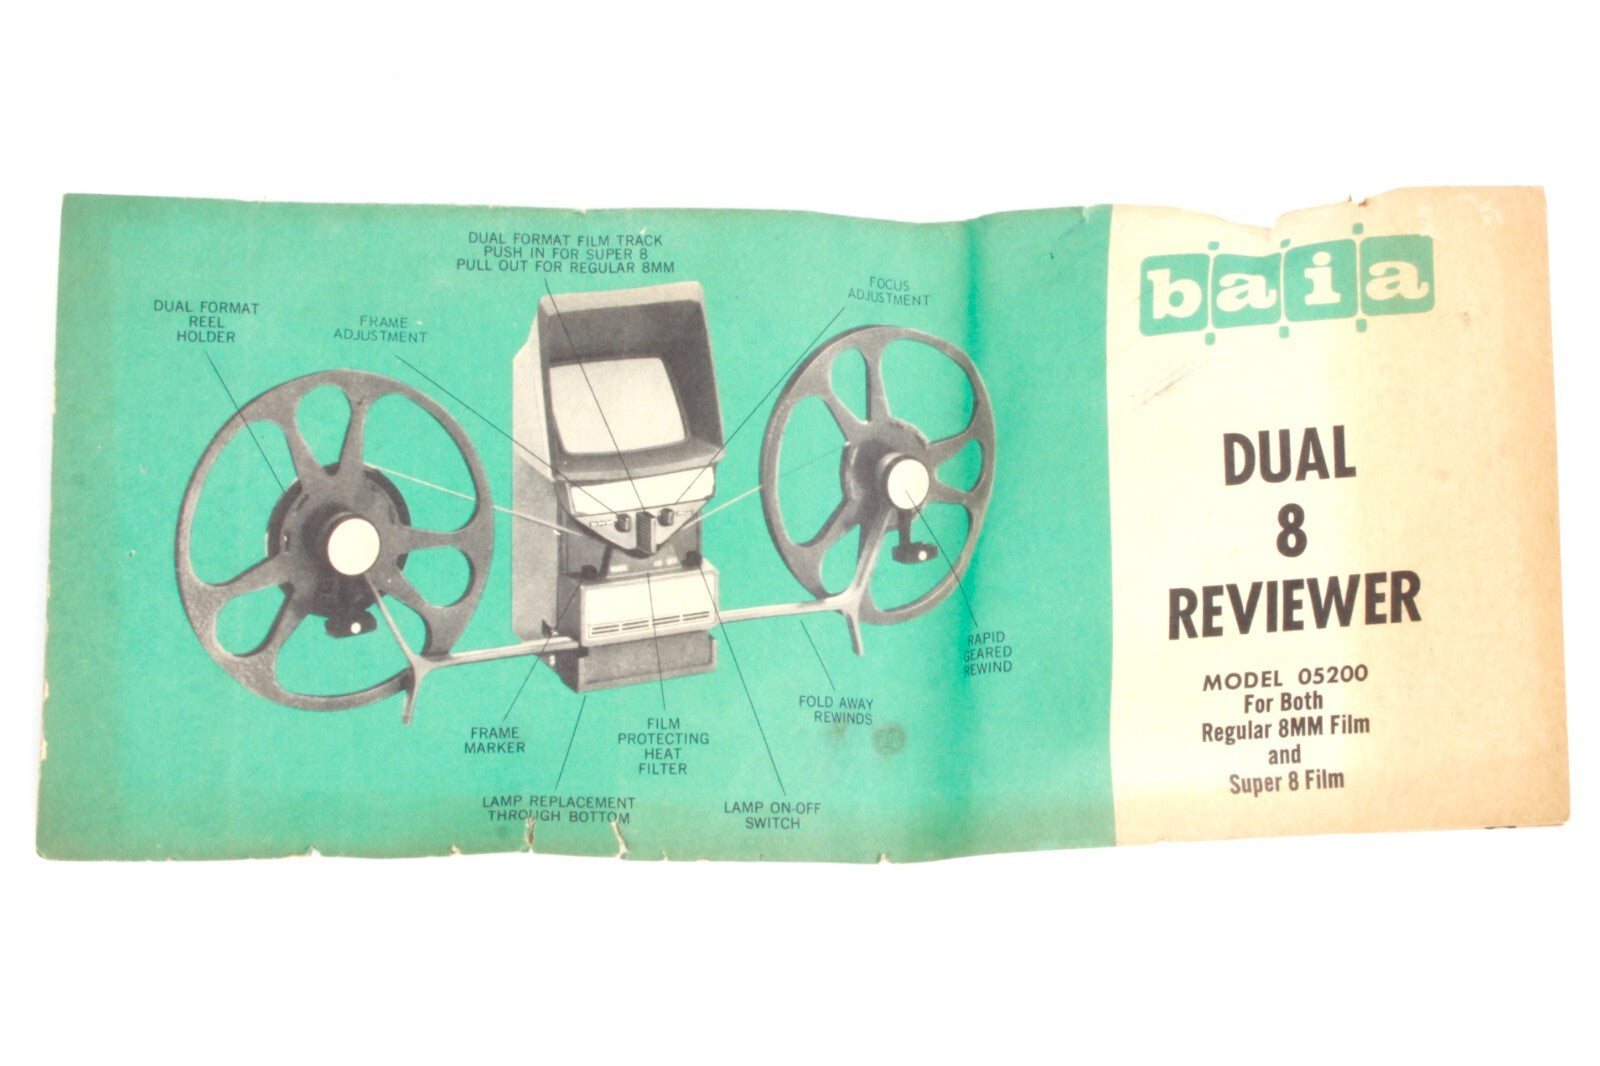 DUAL FORMAT FILM TRACK
PUSH IN FOR SUPER 8
PULL OUT FOR REGULAR 8MM
DUAL FORMAT
REEL
HOLDER
FRAME
ADJUSTMENT
FOCUS
ADJUSTMENT
RAPID
GEARED
REWIND
FOLD AWAY
REWINDS
FRAME
MARKER
FILM
PROTECTING
HEAT
FILTER
LAMP REPLACEMENT
THROUGH BOTTOM
LAMP ON-OFF
SWITCH
baia
DUAL
8
REVIEWER
MODEL 05200
For Both
Regular 8MM Film
and
Super 8 Film